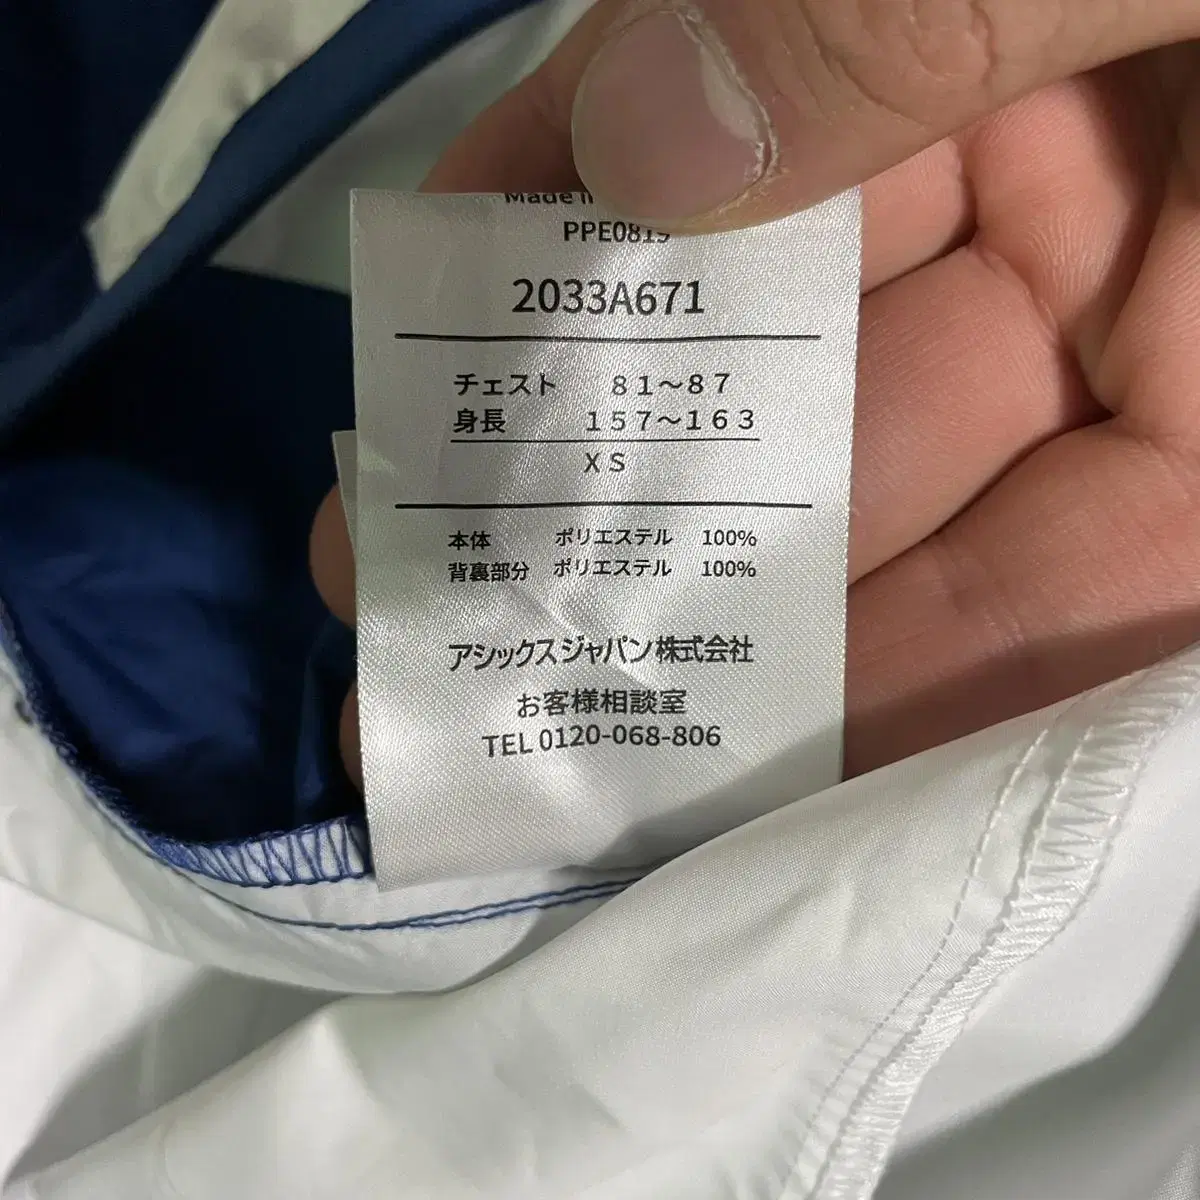 Made
PPE0819
2033A671
チェスト 81～87
身長 157～163
XS
本体 ポリエステル 100%
背裏部分 ポリエステル 100%
アシックスジャパン株式会社
お客様相談室
TEL 0120-068-806